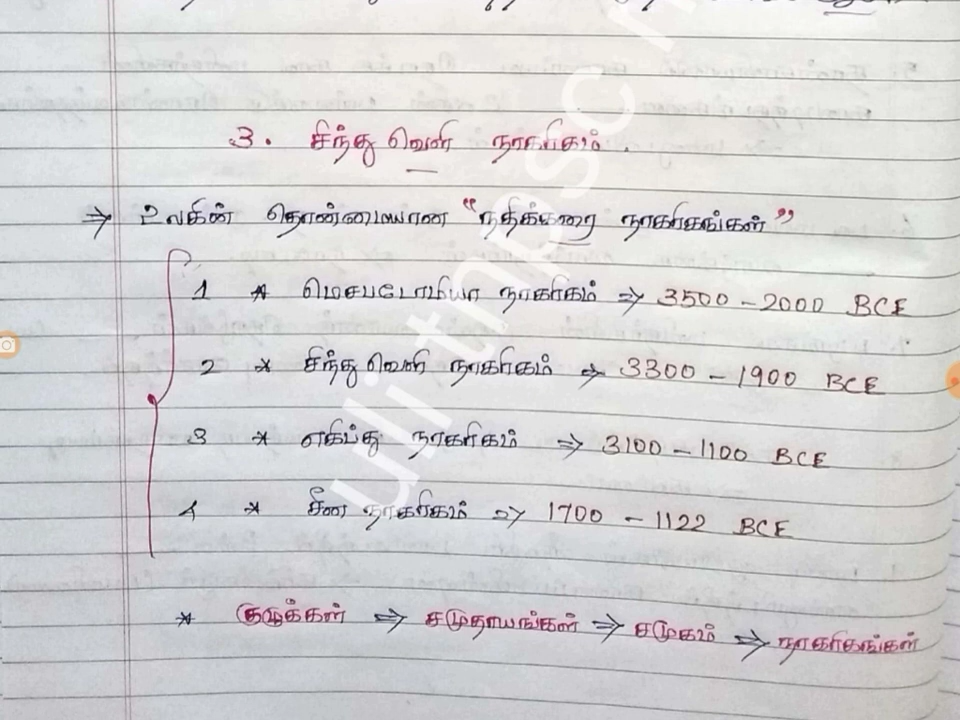 3. சிந்து வெளி நாகரிகம்.
⇒ உலகின் தொன்மையான “நதிக்கரை நாகரிகங்கள்”
1 * மெசபடோமியா நாகரிகம் ⇒ 3500 – 2000 BCE
2 * சிந்து வெளி நாகரிகம் ⇒ 3300 – 1900 BCE
3 * எகிப்து நாகரிகம் ⇒ 3100 – 1100 BCE
4 * சீன நாகரிகம் ⇒ 1700 – 1122 BCE
* குழுக்கள் ⇒ சமுதாயங்கள் ⇒ சமூகம் ⇒ நாகரிகங்கள்